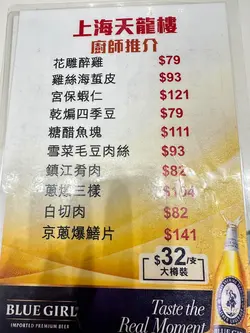 上海天龍樓
廚師推介
花雕醉雞 $79
雞絲海蜇皮 $93
宮保蝦仁 $121
乾煸四季豆 $79
糖醋魚塊 $111
雪菜毛豆肉絲 $93
鎮江肴肉 $82
蔥 三樣 $104
白切肉 $82
京蔥爆鱔片 $141
$32/支
大樽裝
BLUE GIRL
IMPORTED PREMIUM BEER
Taste the
Real Moment